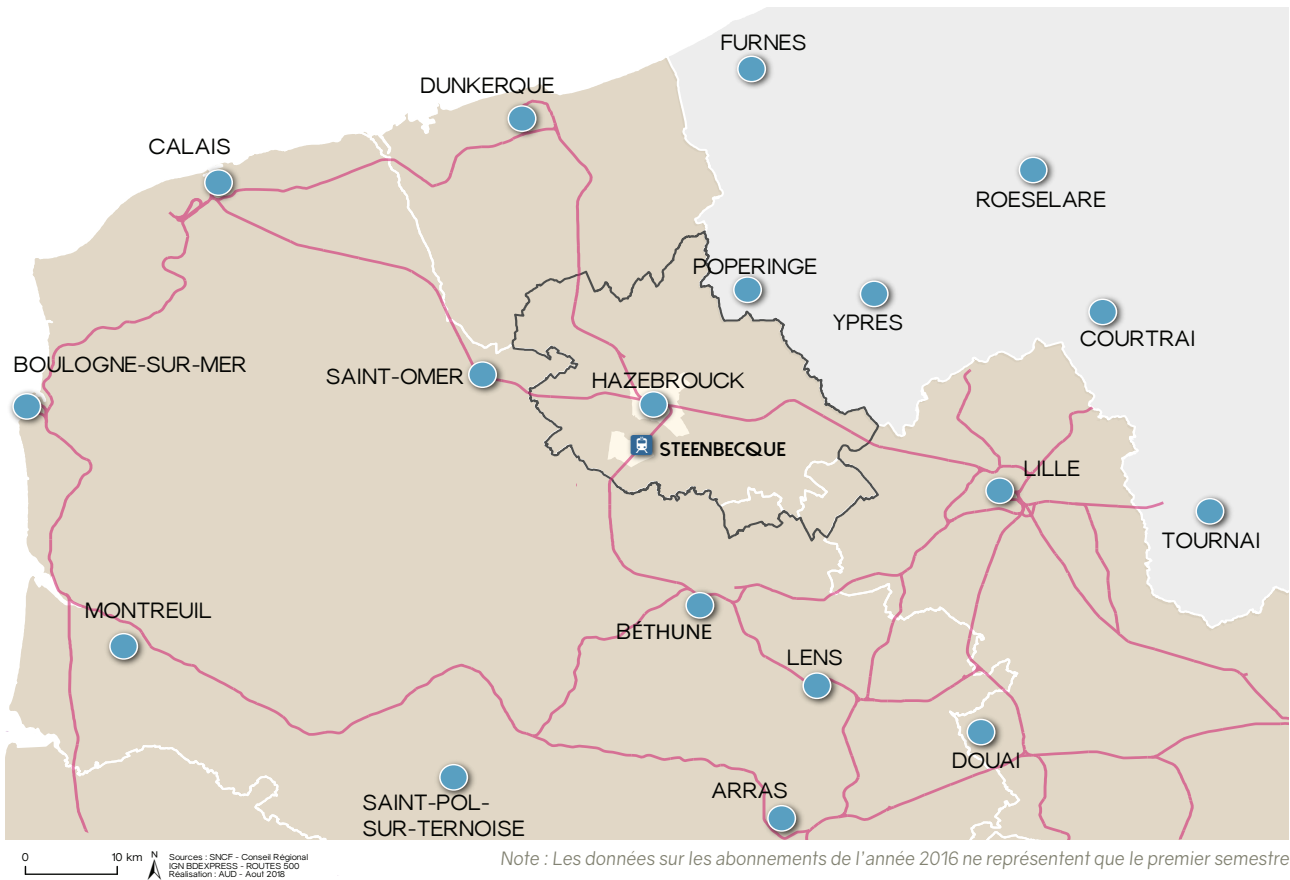 FURNES
DUNKERQUE
CALAIS
ROESELARE
POPERINGE
YPRES
COURTRAI
BOULOGNE-SUR-MER
SAINT-OMER
HAZEBROUCK
STEENBECQUE
LILLE
TOURNAI
MONTREUIL
BÉTHUNE
LENS
DOUAI
ARRAS
SAINT-POL-
SUR-TERNOISE
0 10 km
N
Sources : SNCF - Conseil Régional
IGN BDEXPRESS - ROUTES 500
Réalisation : AUD - Aout 2018
Note : Les données sur les abonnements de l'année 2016 ne représentent que le premier semestre